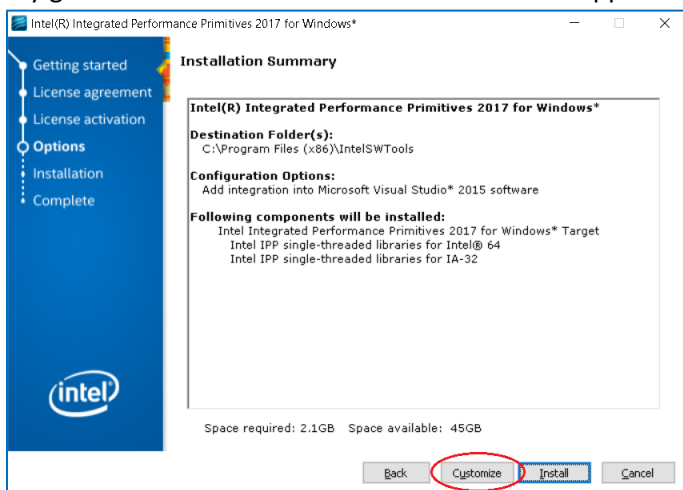 Intel(R) Integrated Performance Primitives 2017 for Windows*
Getting started
License agreement
License activation
Options
Installation
Complete
Installation Summary
Intel(R) Integrated Performance Primitives 2017 for Windows*
Destination Folder(s):
C:\Program Files (x86)\IntelSWTools
Configuration Options:
Add integration into Microsoft Visual Studio* 2015 software
Following components will be installed:
Intel Integrated Performance Primitives 2017 for Windows* Target
Intel IPP single-threaded libraries for Intel® 64
Intel IPP single-threaded libraries for IA-32
intel
Space required: 2.1GB Space available: 45GB
Back Customize Install Cancel